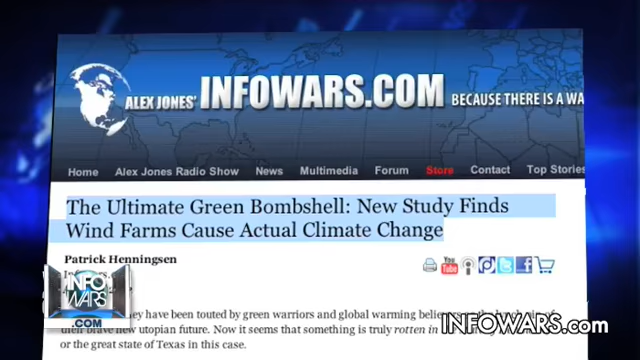 ALEX JONES' INFOWARS.COM BECAUSE THERE IS A WA
Home Alex Jones Radio Show News Multimedia Forum Store Contact Top Stories
The Ultimate Green Bombshell: New Study Finds
Wind Farms Cause Actual Climate Change
Patrick Henningsen
You Tube
INFO
WARS
.COM
hey have been touted by green warriors and global warming
their brave new utopian future. Now it seems that something is truly rotten in
or the great state of Texas in this case.
INFOWARS.com